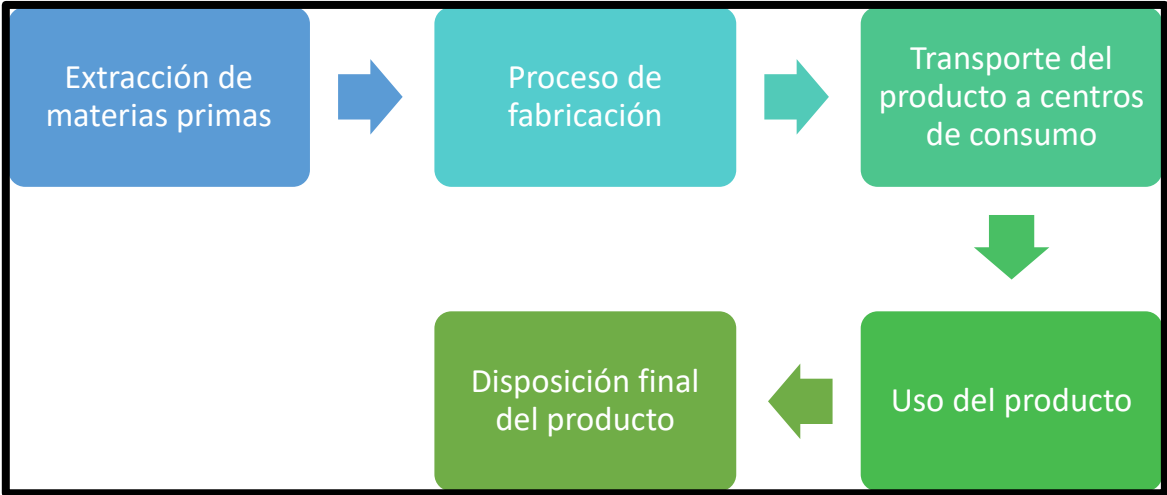 Extracción de
materias primas
Proceso de
fabricación
Transporte del
producto a centros
de consumo
Uso del producto
Disposición final
del producto